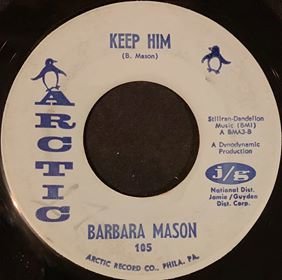 KEEP HIM
(B. Mason)
ARCTIC
Stilran-Dandelion
Music (BMI)
A BMA3-B
A Dynodynamic
Production
j/g
National Dist.
Jamie/Guyden
Dist. Corp.
BARBARA MASON
105
ARCTIC RECORD CO., PHILA. PA.